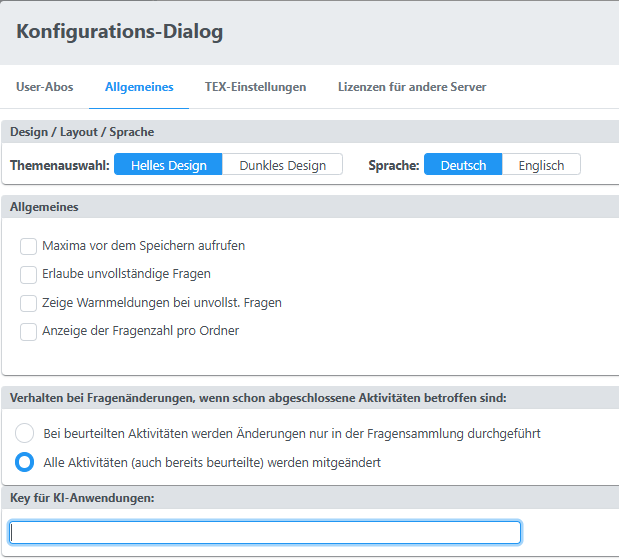 Konfigurations-Dialog
User-Abos Allgemeines TEX-Einstellungen Lizenzen für andere Server
Design / Layout / Sprache
Themenauswahl: Helles Design Dunkles Design Sprache: Deutsch Englisch
Allgemeines
Maxima vor dem Speichern aufrufen
Erlaube unvollständige Fragen
Zeige Warnmeldungen bei unvollst. Fragen
Anzeige der Fragenzahl pro Ordner
Verhalten bei Fragenänderungen, wenn schon abgeschlossene Aktivitäten betroffen sind:
Bei beurteilten Aktivitäten werden Änderungen nur in der Fragensammlung durchgeführt
Alle Aktivitäten (auch bereits beurteilte) werden mitgeändert
Key für KI-Anwendungen: